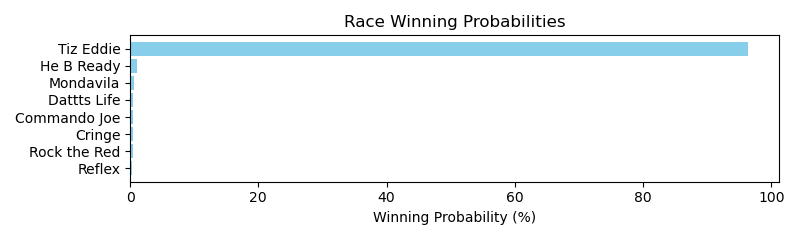 Race Winning Probabilities
Tiz Eddie
He B Ready
Mondavila
Dattts Life
Commando Joe
Cringe
Rock the Red
Reflex
0 20 40 60 80 100
Winning Probability (%)